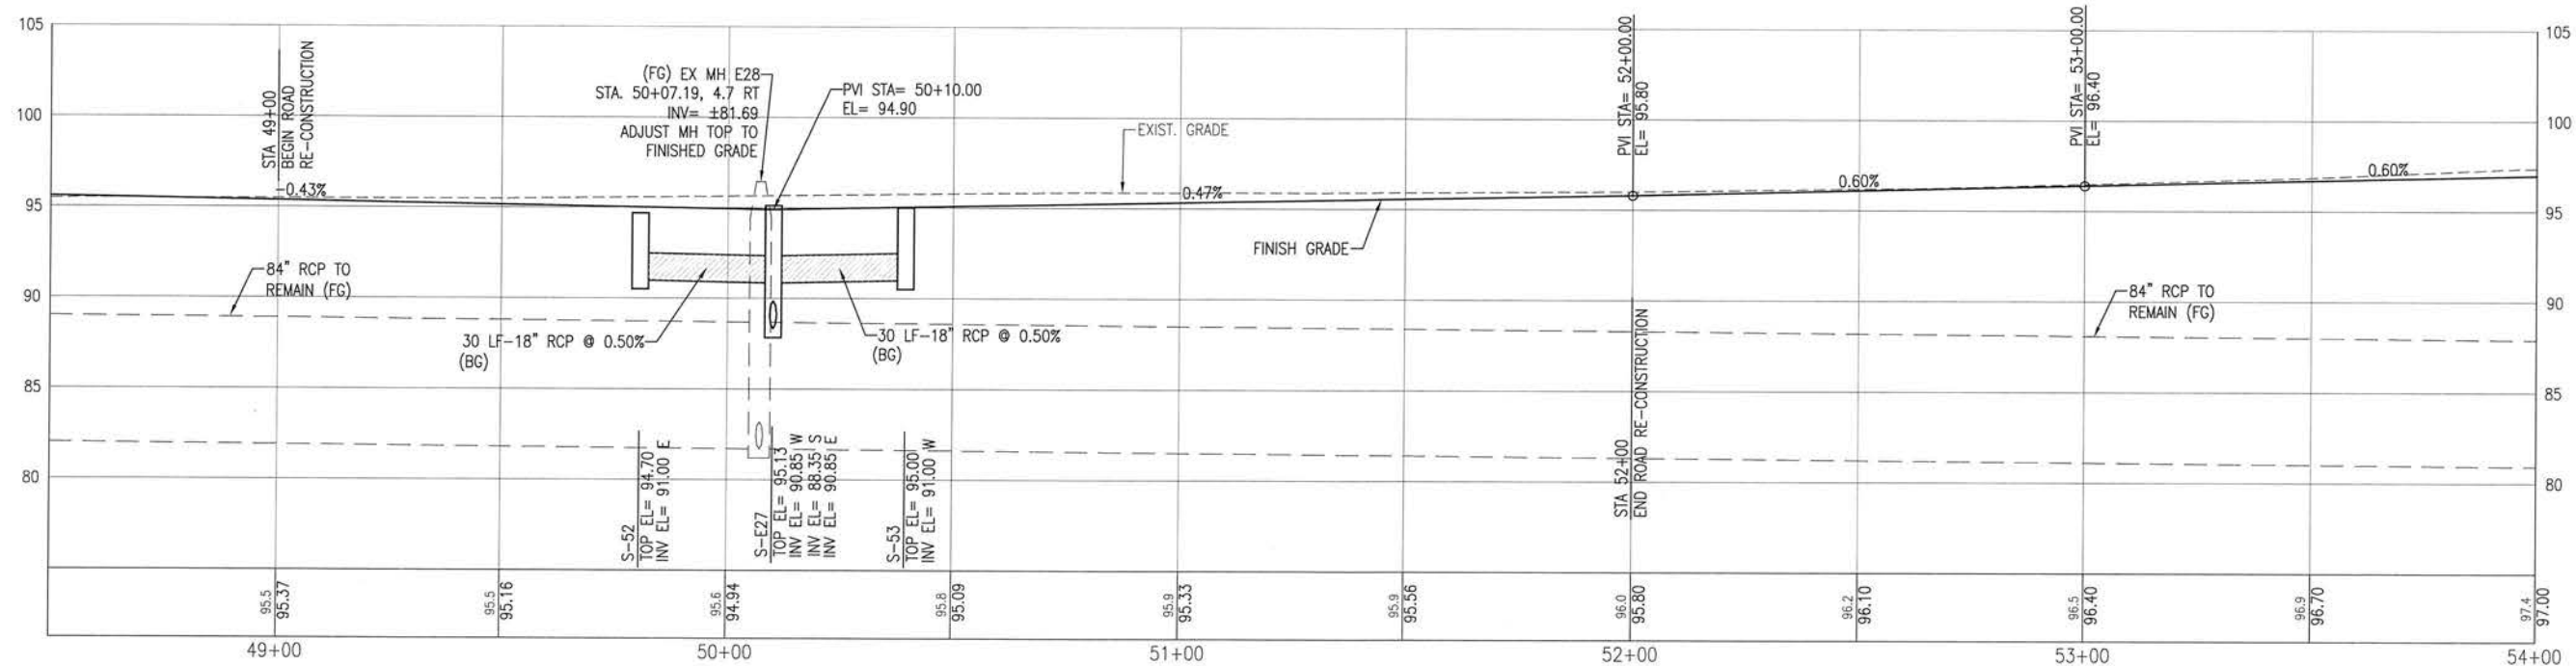 105
100
95
90
85
80
STA 49+00
BEGIN ROAD
RE-CONSTRUCTION
-0.43%
(FG) EX MH E28
STA. 50+07.19, 4.7 RT
INV= ±81.69
ADJUST MH TOP TO
FINISHED GRADE
PVI STA= 50+10.00
EL= 94.90
EXIST. GRADE
0.47%
FINISH GRADE
PVI STA= 52+00.00
EL= 95.80
0.60%
PVI STA= 53+00.00
EL= 96.40
0.60%
105
100
95
90
85
80
84" RCP TO
REMAIN (FG)
30 LF-18" RCP @ 0.50%
(BG)
30 LF-18" RCP @ 0.50%
(BG)
84" RCP TO
REMAIN (FG)
S-52
TOP EL= 94.70
INV EL= 91.00 E
S-E27
TOP EL= 95.13
INV EL= 90.85 W
INV EL= 88.35 S
INV EL= 90.85 E
S-53
TOP EL= 95.00
INV EL= 91.00 W
STA 52+00
END ROAD RE-CONSTRUCTION
95.5
95.37
95.5
95.16
95.6
94.94
95.8
95.09
95.9
95.33
95.9
95.56
96.0
95.80
96.2
96.10
96.5
96.40
96.9
96.70
97.4
97.00
49+00
50+00
51+00
52+00
53+00
54+00